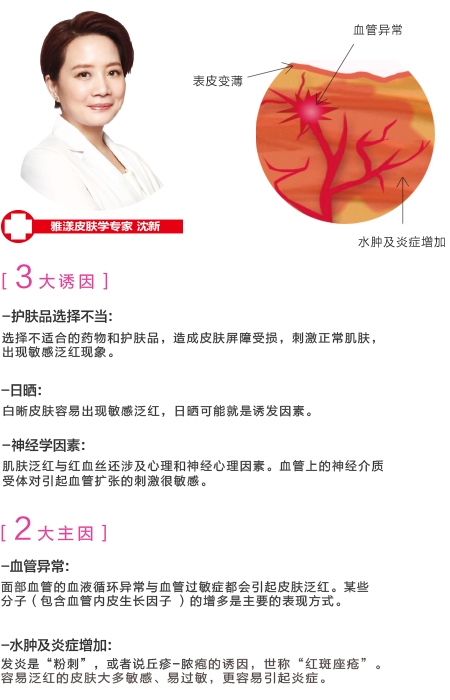 血管异常
表皮变薄
水肿及炎症增加
雅漾皮肤学专家 沈新
[ 3大诱因 ]
–护肤品选择不当：
选择不适合的药物和护肤品，造成皮肤屏障受损，刺激正常肌肤，
出现敏感泛红现象。
–日晒：
白晰皮肤容易出现敏感泛红，日晒可能就是诱发因素。
–神经学因素：
肌肤泛红与红血丝还涉及心理和神经心理因素。血管上的神经介质
受体对引起血管扩张的刺激很敏感。
[ 2大主因 ]
–血管异常：
面部血管的血液循环异常与血管过敏症都会引起皮肤泛红。某些
分子（包含血管内皮生长因子 ）的增多是主要的表现方式。
–水肿及炎症增加：
发炎是“粉刺”，或者说丘疹–脓疱的诱因，世称“红斑座疮”。
容易泛红的皮肤大多敏感、易过敏，更容易引起炎症。